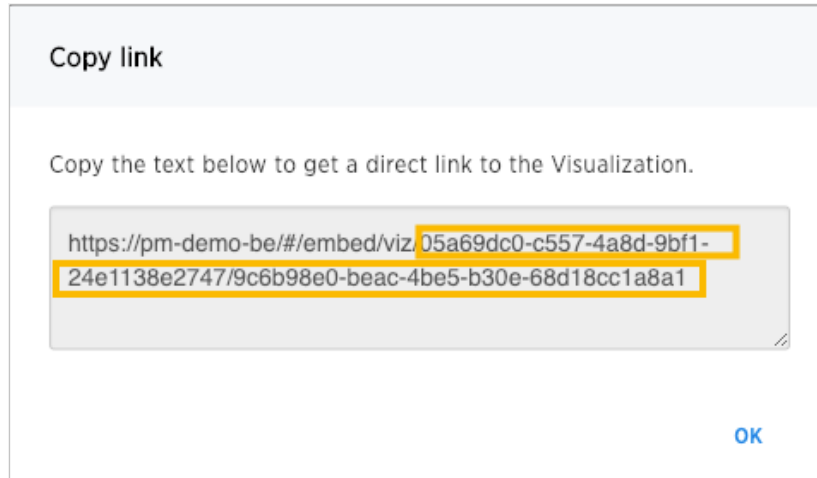 Copy link
Copy the text below to get a direct link to the Visualization.
https://pm-demo-be/#/embed/viz/05a69dc0-c557-4a8d-9bf1-
24e1138e2747/9c6b98e0-beac-4be5-b30e-68d18cc1a8a1
OK